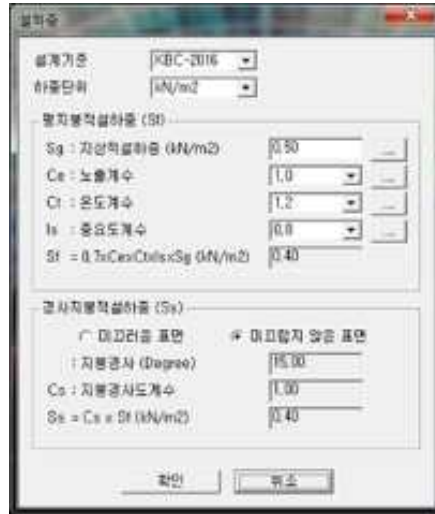 설하중
설계기준 KBC-2016
하중단위 kN/m2
평지붕적설하중 (Sf)
Sg : 지상적설하중 (kN/m2) 0.50 ...
Ce : 노출계수 1.0 ...
Ct : 온도계수 1.2 ...
Is : 중요도계수 0.8 ...
Sf = 0.7xCexCtxIsxSg (kN/m2) 0.40
경사지붕적설하중 (Ss)
미끄러운 표면 미끄럽지 않은 표면
: 지붕경사 (Degree) 15.00
Cs : 지붕경사도계수 1.00
Ss = Cs x Sf (kN/m2) 0.40
확인 취소